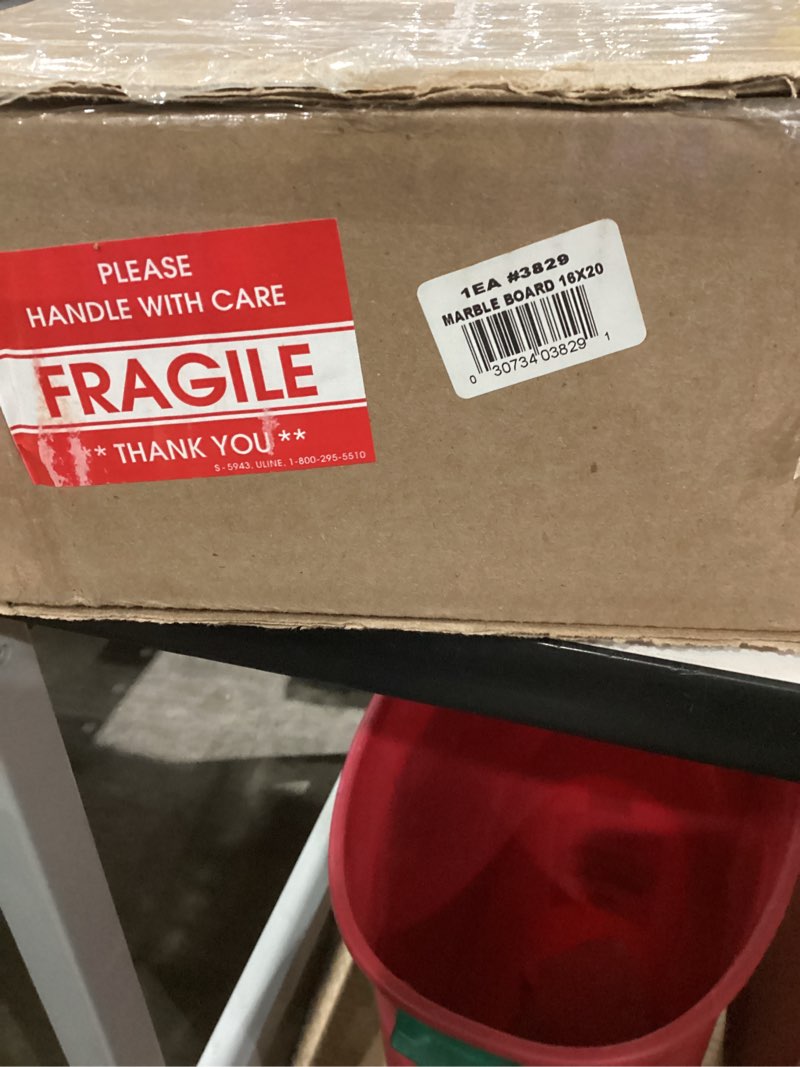 PLEASE
HANDLE WITH CARE
FRAGILE
** THANK YOU **
S-5943, ULINE, 1-800-295-5510
1EA #3829
MARBLE BOARD 16X20
0 30734 03829 1